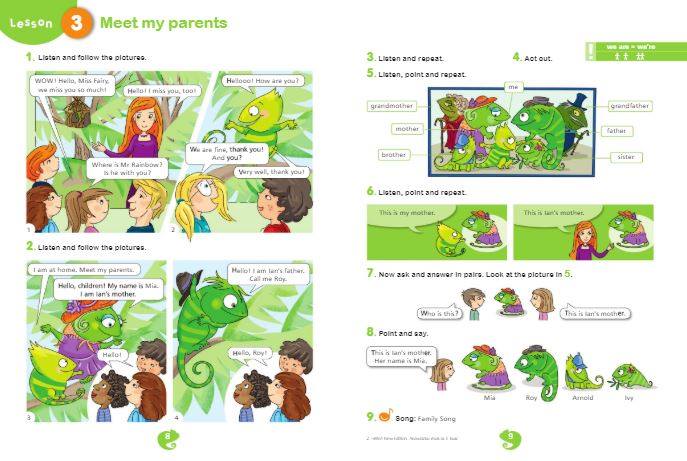 Lesson 3 Meet my parents
1. Listen and follow the pictures.
WOW! Hello, Miss Fairy,
we miss you so much!
Hello! I miss you, too!
Where is Mr Rainbow?
Is he with you?
1
Hellooo! How are you?
We are fine, thank you!
And you?
Very well, thank you!
2
2. Listen and follow the pictures.
I am at home. Meet my parents.
Hello, children! My name is Mia.
I am Ian's mother.
Hello!
3
Hello! I am Ian's father.
Call me Roy.
Hello, Roy!
4
8
we are = we're
3. Listen and repeat.
4. Act out.
5. Listen, point and repeat.
me
grandmother
grandfather
mother
father
brother
sister
6. Listen, point and repeat.
This is my mother.
This is Ian's mother.
7. Now ask and answer in pairs. Look at the picture in 5.
Who is this?
This is Ian's mother.
8. Point and say.
This is Ian's mother.
Her name is Mia.
Mia
Roy
Arnold
Ivy
9. Song: Family Song
9